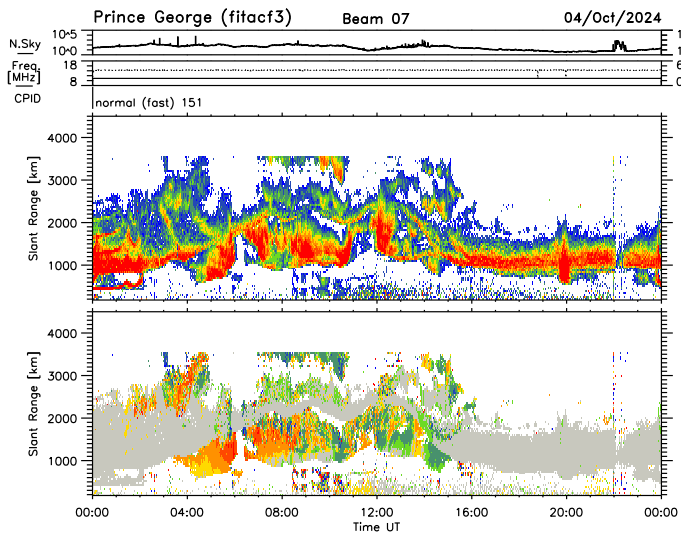 Prince George (fitacf3) Beam 07 04/Oct/2024
N.Sky 10^5 10^0 1 1
Freq. [MHz] 18 8 6 0
CPID normal (fast) 151
Slant Range [km] 4000 3000 2000 1000
Slant Range [km] 4000 3000 2000 1000
00:00 04:00 08:00 12:00 16:00 20:00 00:00
Time UT